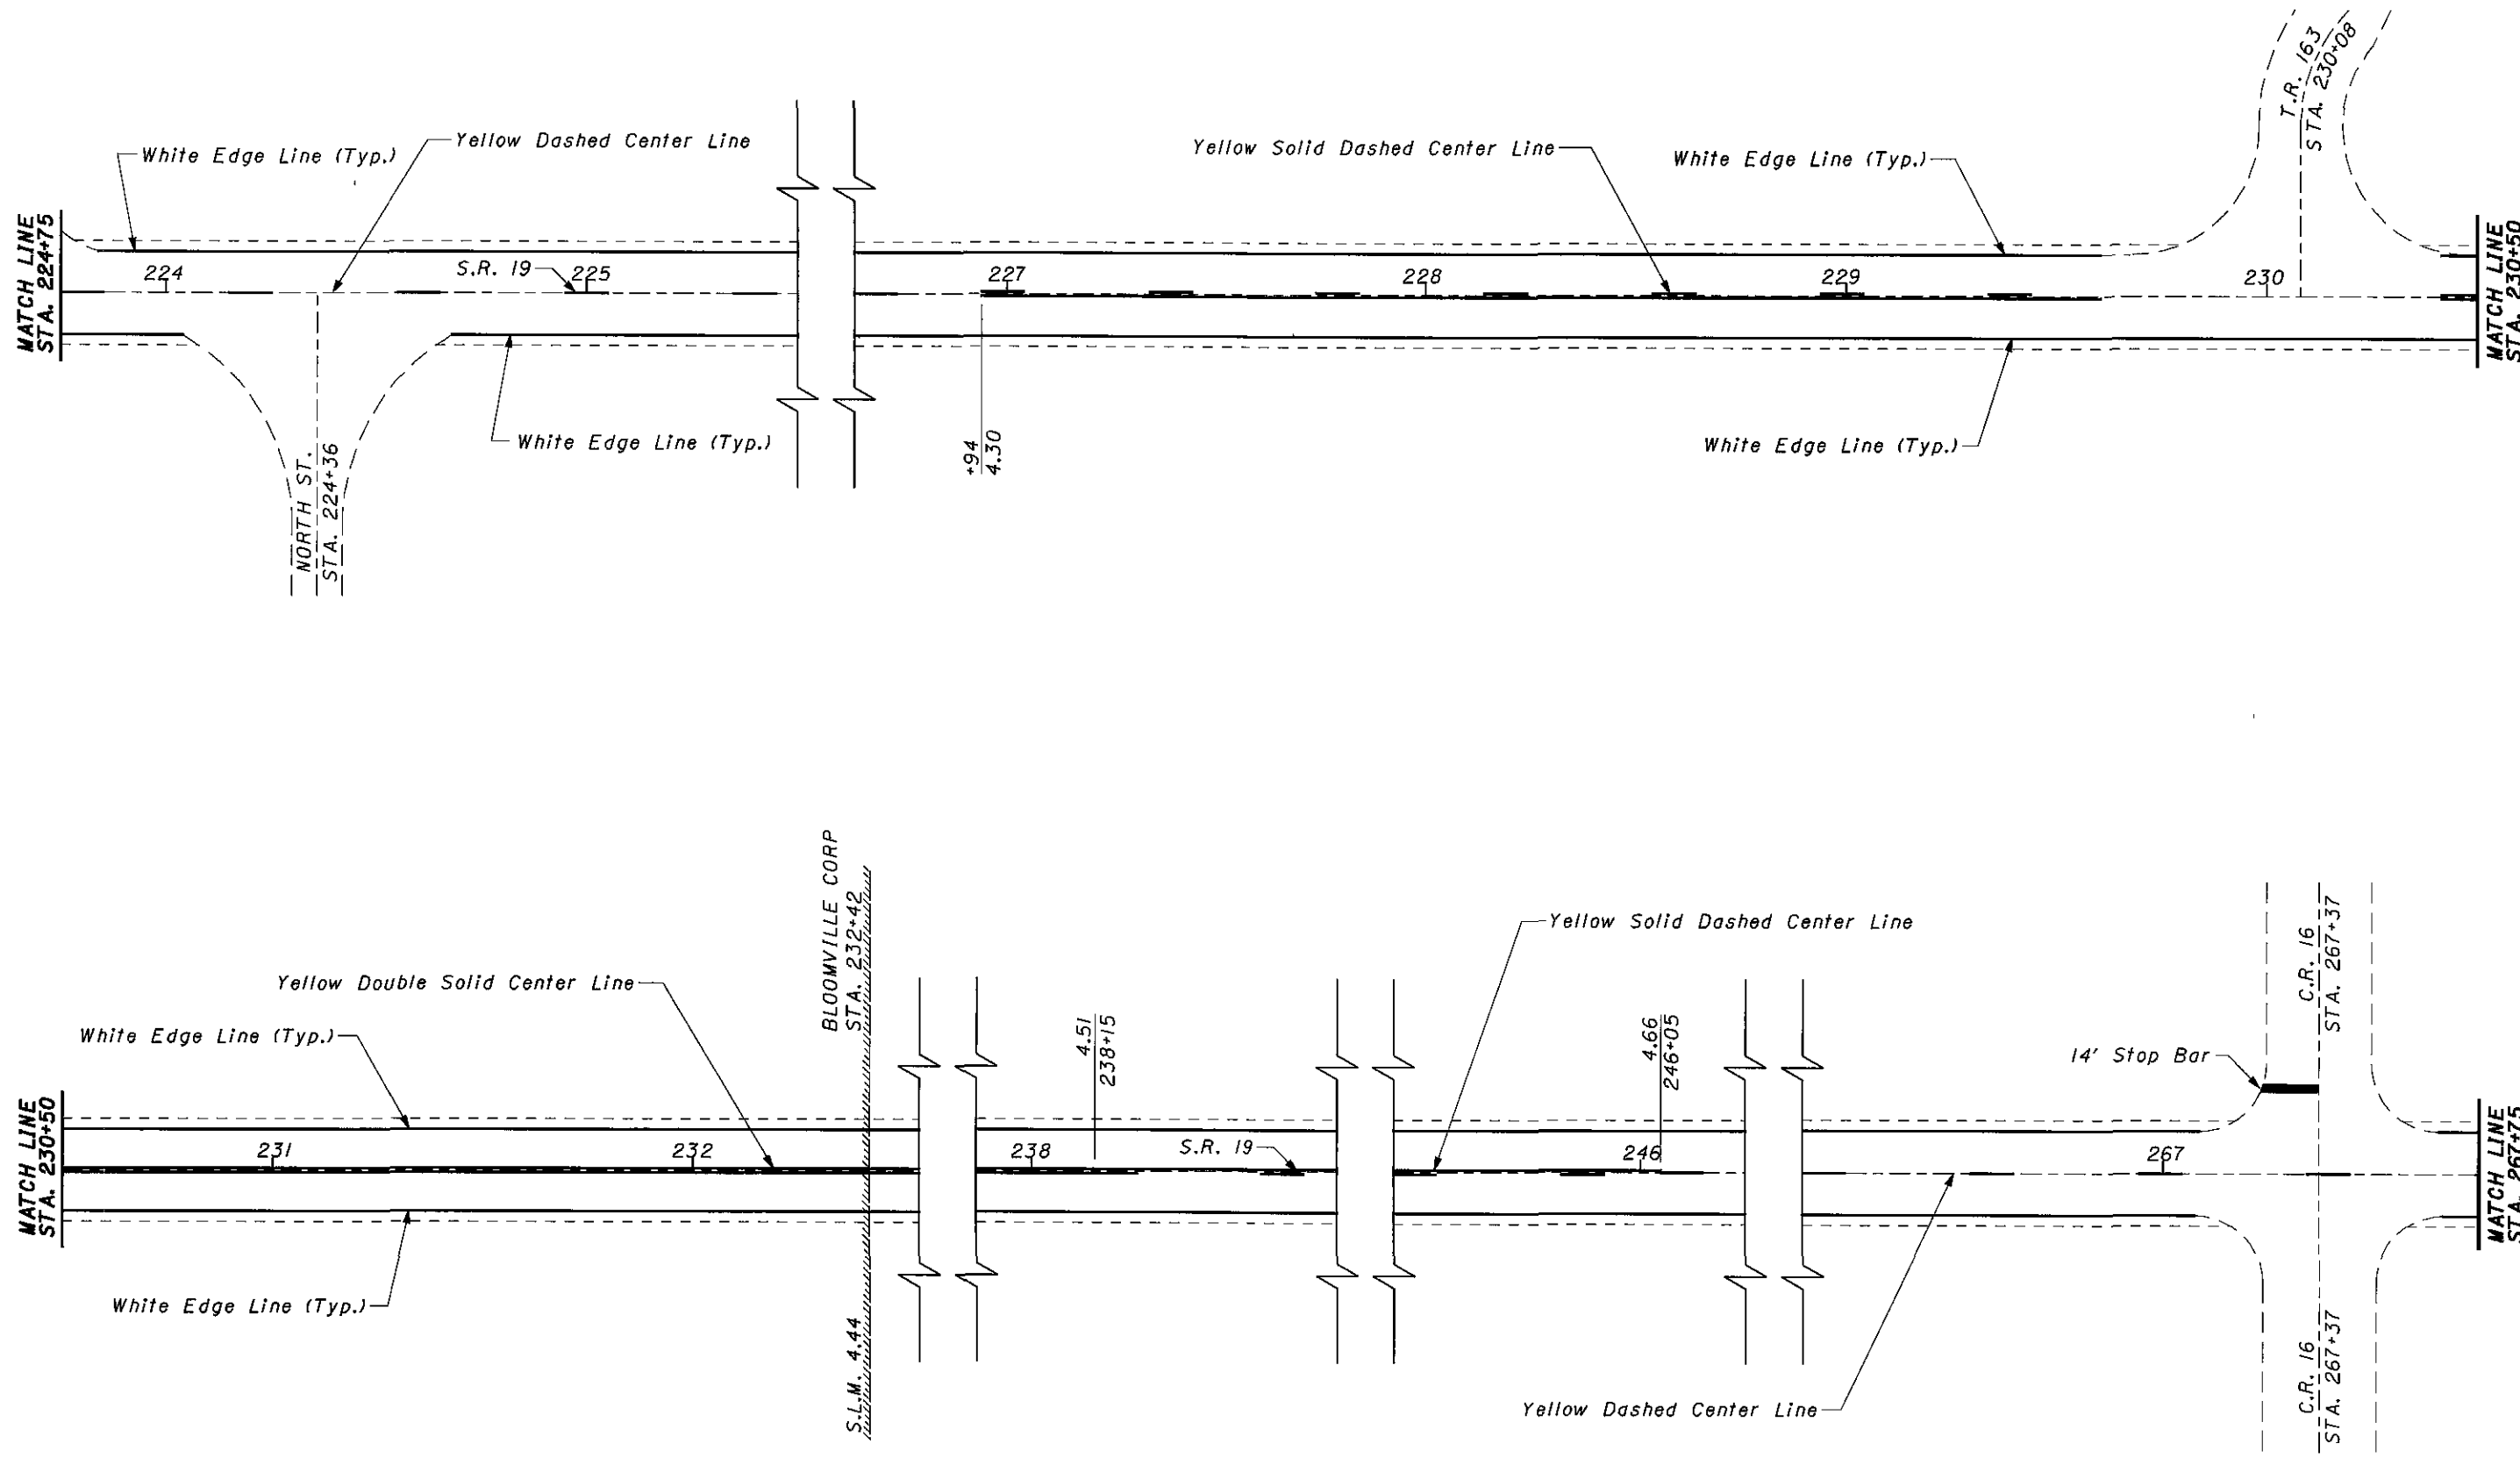 T.R. 163
STA. 230+08
White Edge Line (Typ.)
Yellow Dashed Center Line
Yellow Solid Dashed Center Line
White Edge Line (Typ.)
MATCH LINE
STA. 224+75
224
S.R. 19
225
227
228
229
230
MATCH LINE
STA. 230+50
White Edge Line (Typ.)
+94
4.30
White Edge Line (Typ.)
NORTH ST.
STA. 224+36
BLOOMVILLE CORP
STA. 232+42
Yellow Solid Dashed Center Line
C.R. 16
STA. 267+37
Yellow Double Solid Center Line
White Edge Line (Typ.)
4.51
238+15
4.66
246+05
14' Stop Bar
MATCH LINE
STA. 230+50
231
232
238
S.R. 19
246
267
MATCH LINE
STA. 267+75
White Edge Line (Typ.)
S.L.M. 4.44
Yellow Dashed Center Line
C.R. 16
STA. 267+37